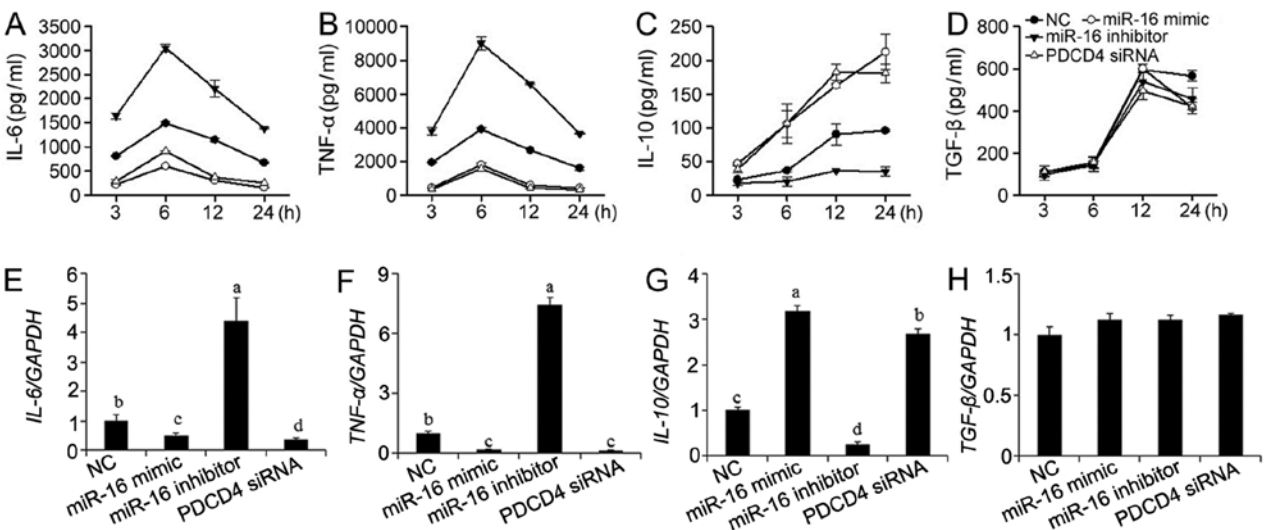 A
IL-6 (pg/ml)
3500
3000
2500
2000
1500
1000
500
0
3 6 12 24 (h)
B
TNF-α (pg/ml)
10000
8000
6000
4000
2000
0
3 6 12 24 (h)
C
IL-10 (pg/ml)
250
200
150
100
50
0
3 6 12 24 (h)
D
TGF-β (pg/ml)
800
600
400
200
0
3 6 12 24 (h)
NC miR-16 mimic
miR-16 inhibitor
PDCD4 siRNA
E
IL-6/GAPDH
6
5
4
3
2
1
0
b c a d
NC
miR-16 mimic
miR-16 inhibitor
PDCD4 siRNA
F
TNF-α/GAPDH
9
6
3
0
b c a c
NC
miR-16 mimic
miR-16 inhibitor
PDCD4 siRNA
G
IL-10/GAPDH
4
3
2
1
0
c a d b
NC
miR-16 mimic
miR-16 inhibitor
PDCD4 siRNA
H
TGF-β/GAPDH
1.5
1
0.5
0
NC
miR-16 mimic
miR-16 inhibitor
PDCD4 siRNA